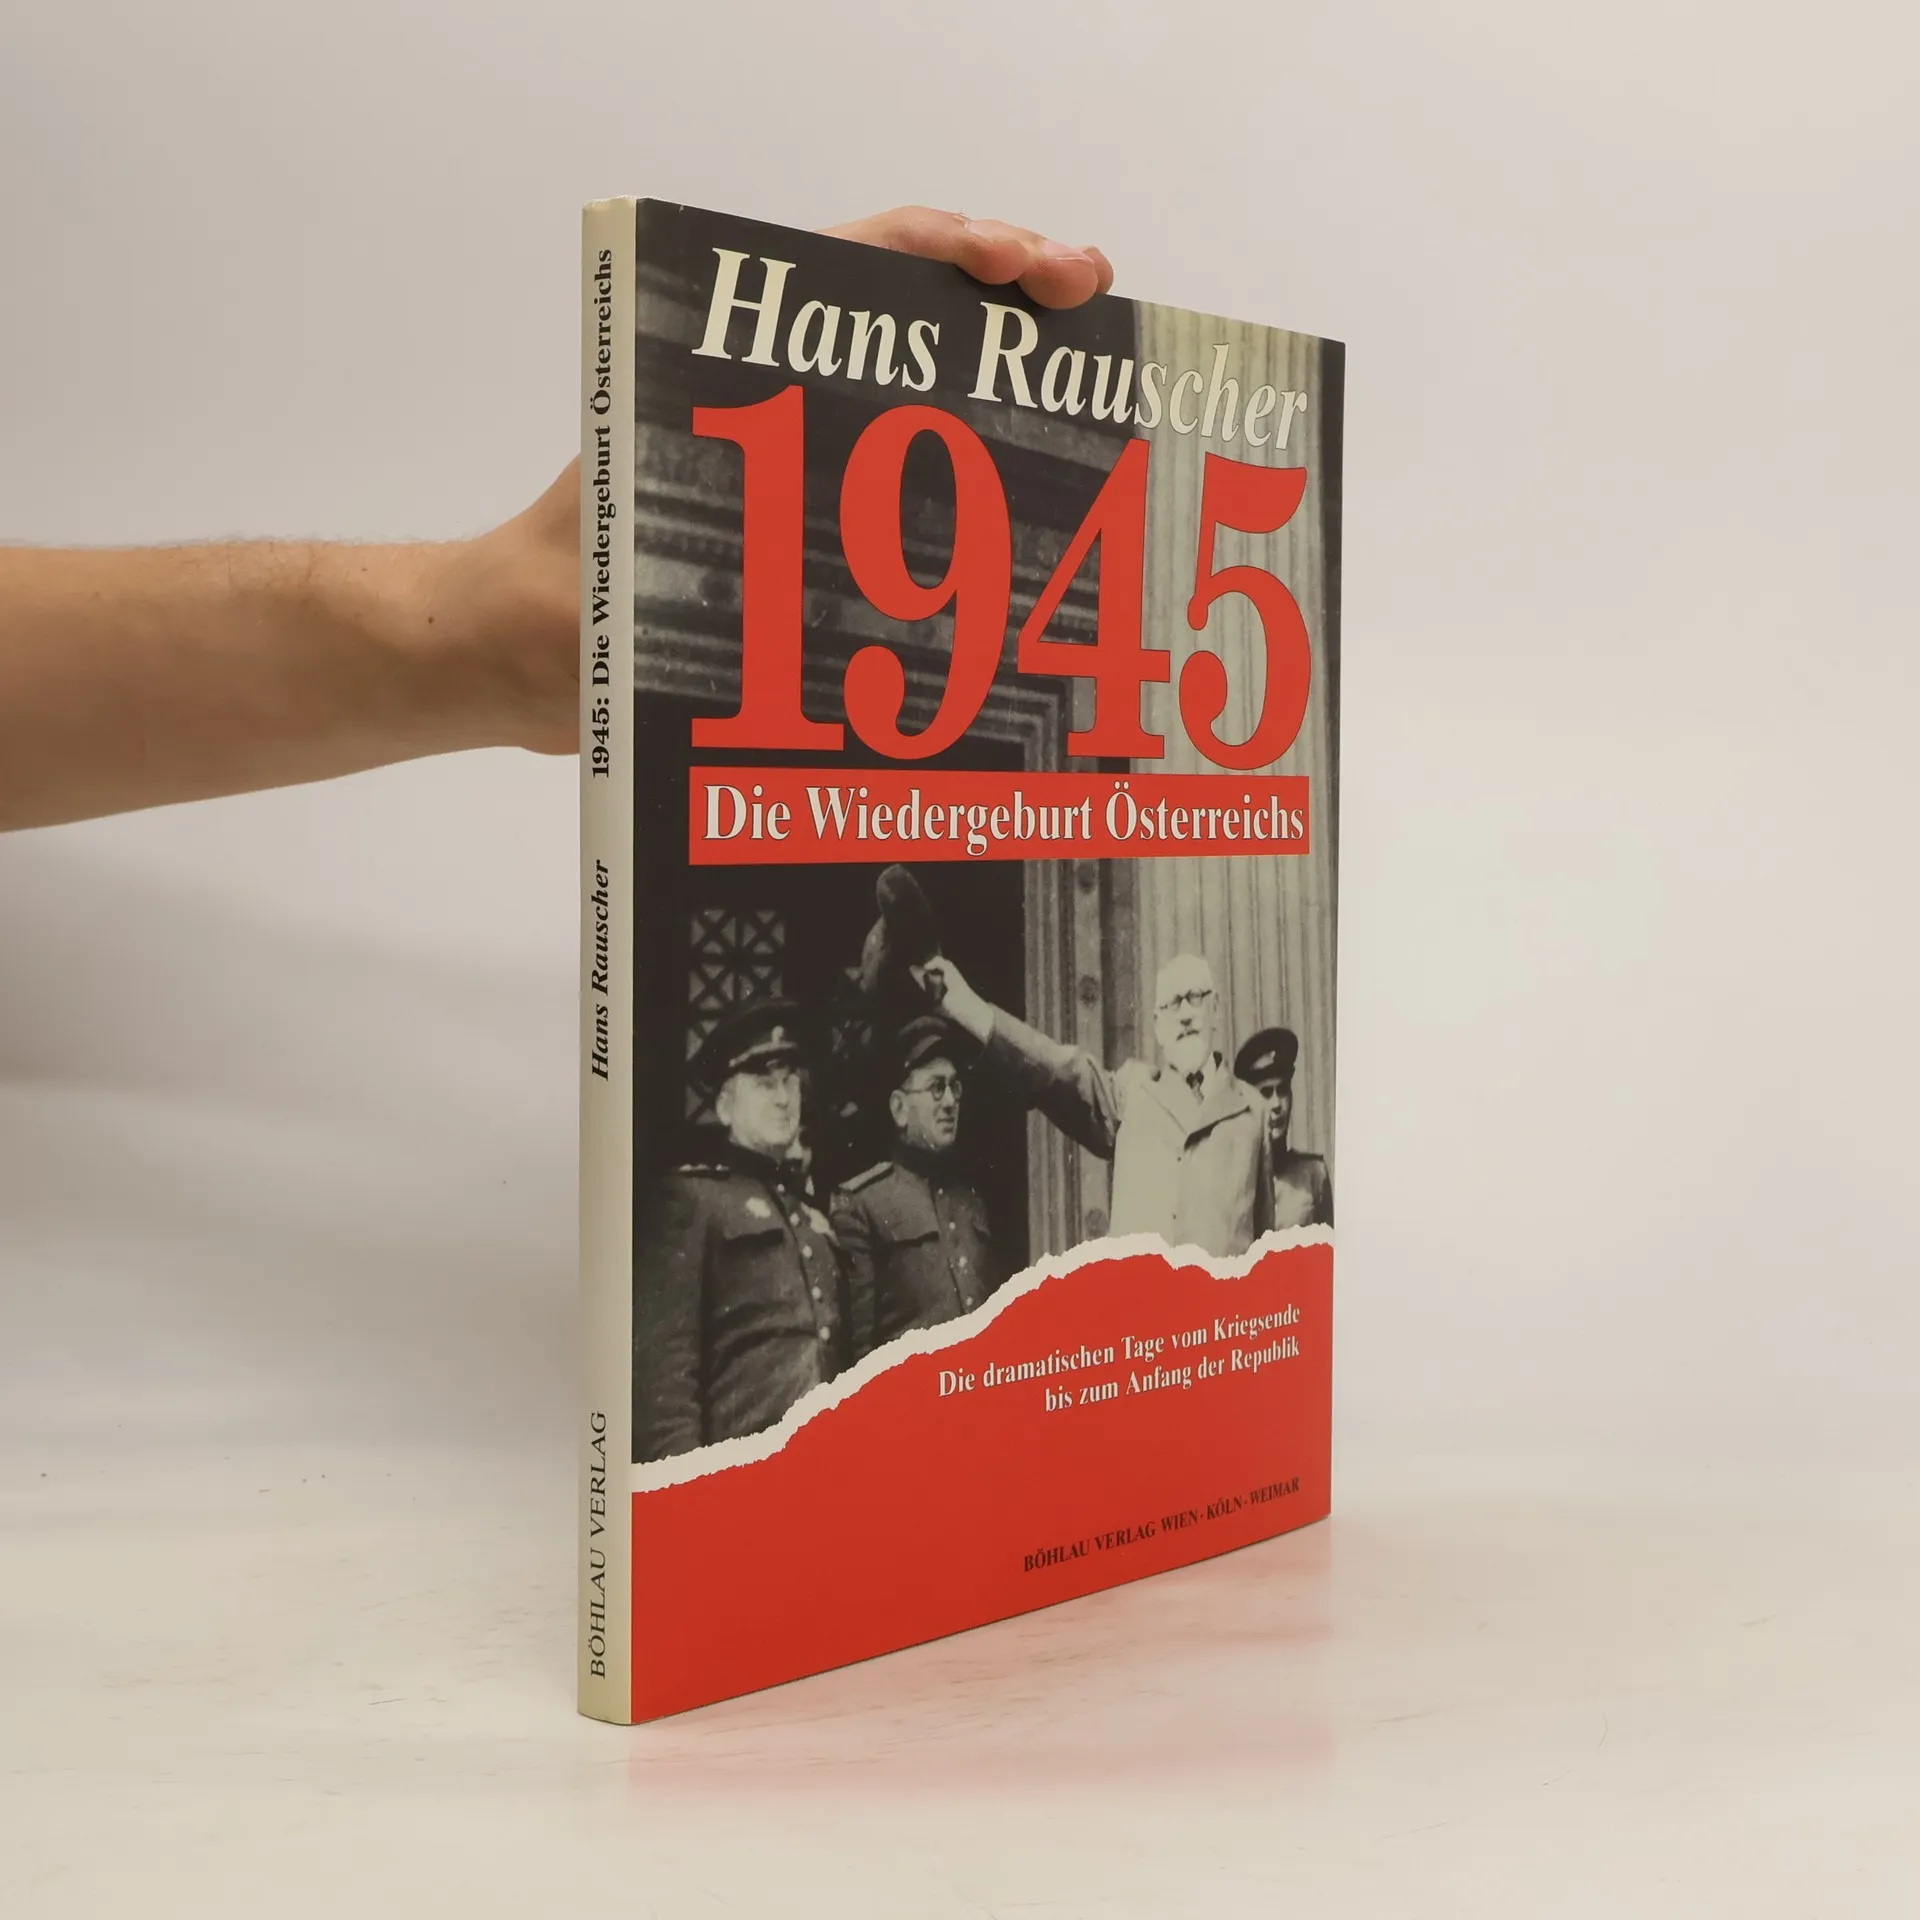 Hans Rauscher
1945
Die Wiedergeburt Österreichs
Die dramatischen Tage vom Kriegsende
bis zum Anfang der Republik
BÖHLAU VERLAG WIEN · KÖLN · WEIMAR
BÖHLAU VERLAG Hans Rauscher 1945: Die Wiedergeburt Österreichs